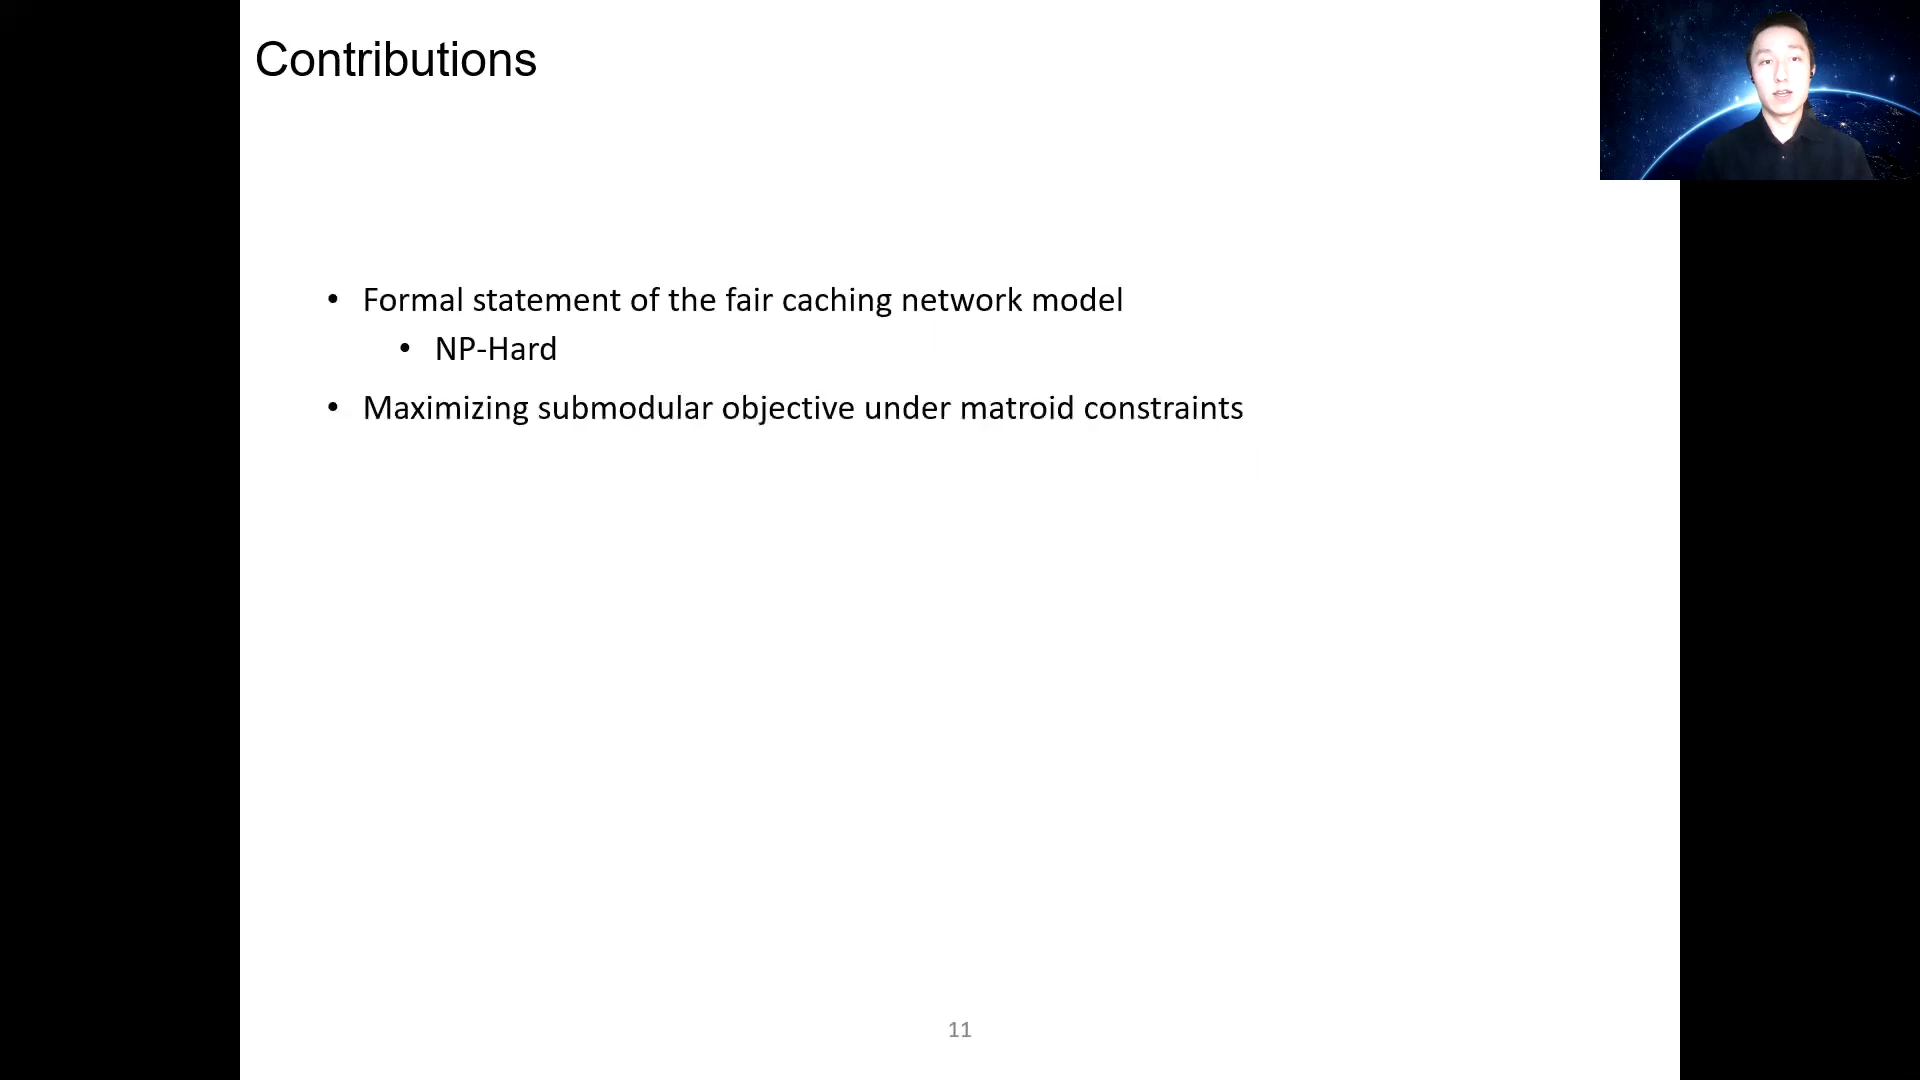 Contributions
• Formal statement of the fair caching network model
• NP-Hard
• Maximizing submodular objective under matroid constraints
11